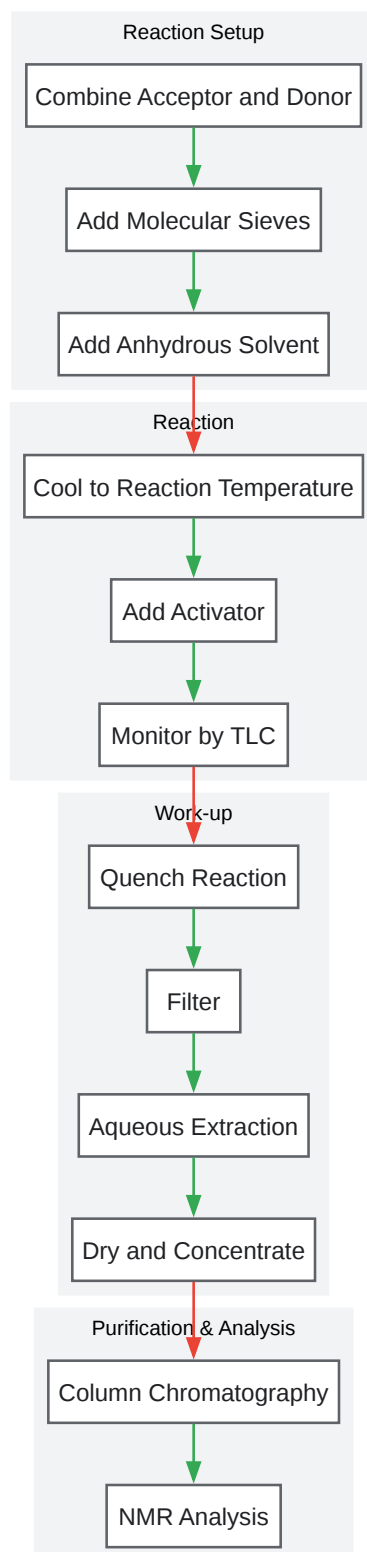 Reaction Setup
Combine Acceptor and Donor
Add Molecular Sieves
Add Anhydrous Solvent
Reaction
Cool to Reaction Temperature
Add Activator
Monitor by TLC
Work-up
Quench Reaction
Filter
Aqueous Extraction
Dry and Concentrate
Purification & Analysis
Column Chromatography
NMR Analysis